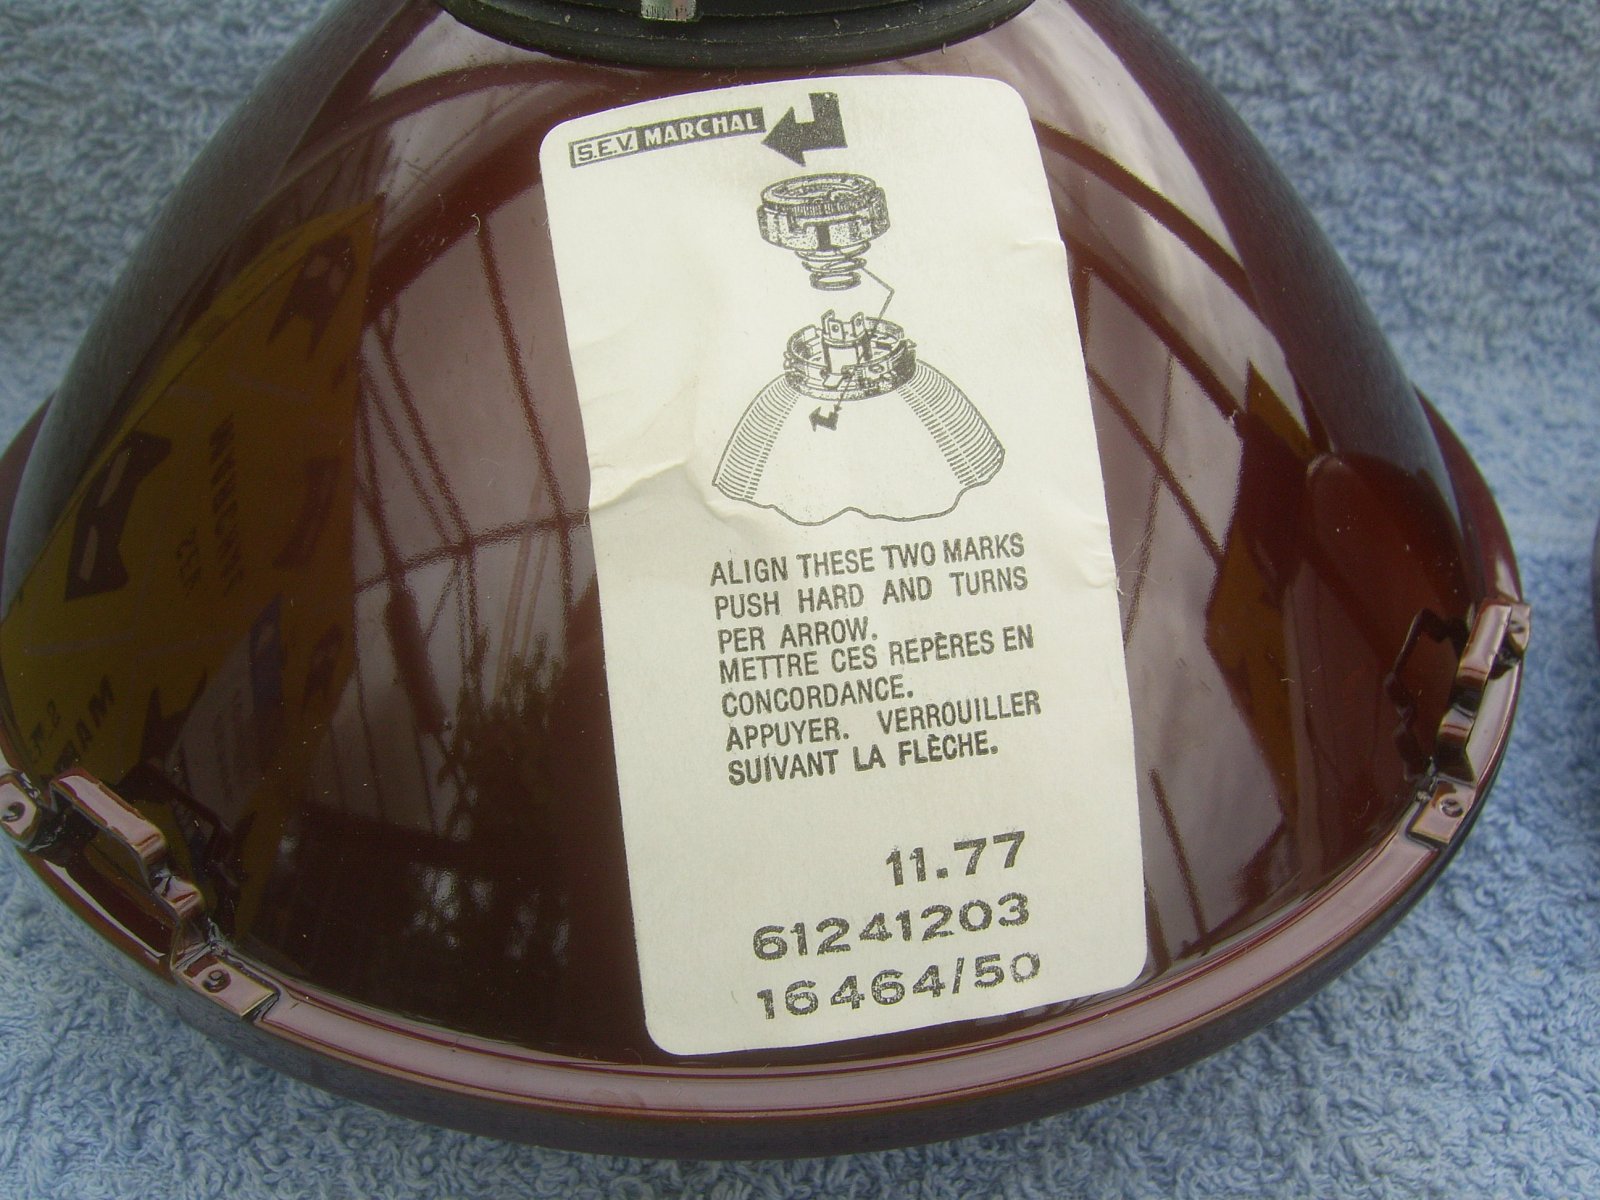 S.E.V. MARCHAL
ALIGN THESE TWO MARKS
PUSH HARD AND TURNS
PER ARROW.
METTRE CES REPÈRES EN
CONCORDANCE.
APPUYER. VERROUILLER
SUIVANT LA FLÈCHE.
11.77
61241203
16464/50
9